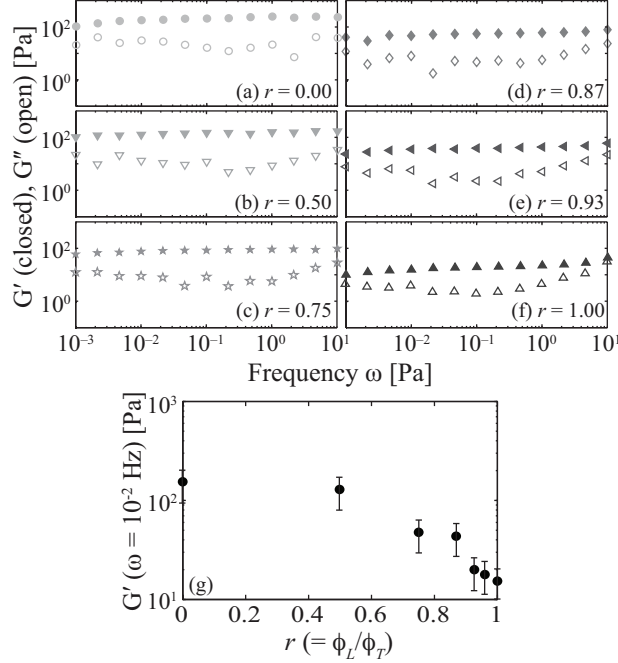 G′ (closed), G″ (open) [Pa]
10²
10⁰
(a) r = 0.00
10²
10⁰
(d) r = 0.87
10²
10⁰
(b) r = 0.50
(e) r = 0.93
10²
10⁰
(c) r = 0.75
(f) r = 1.00
10⁻³ 10⁻² 10⁻¹ 10⁰ 10¹ 10⁻² 10⁻¹ 10⁰ 10¹
Frequency ω [Pa]
G′ (ω = 10⁻² Hz) [Pa]
10³
10²
10¹
(g)
0 0.2 0.4 0.6 0.8 1
r (= ϕL/ϕT)